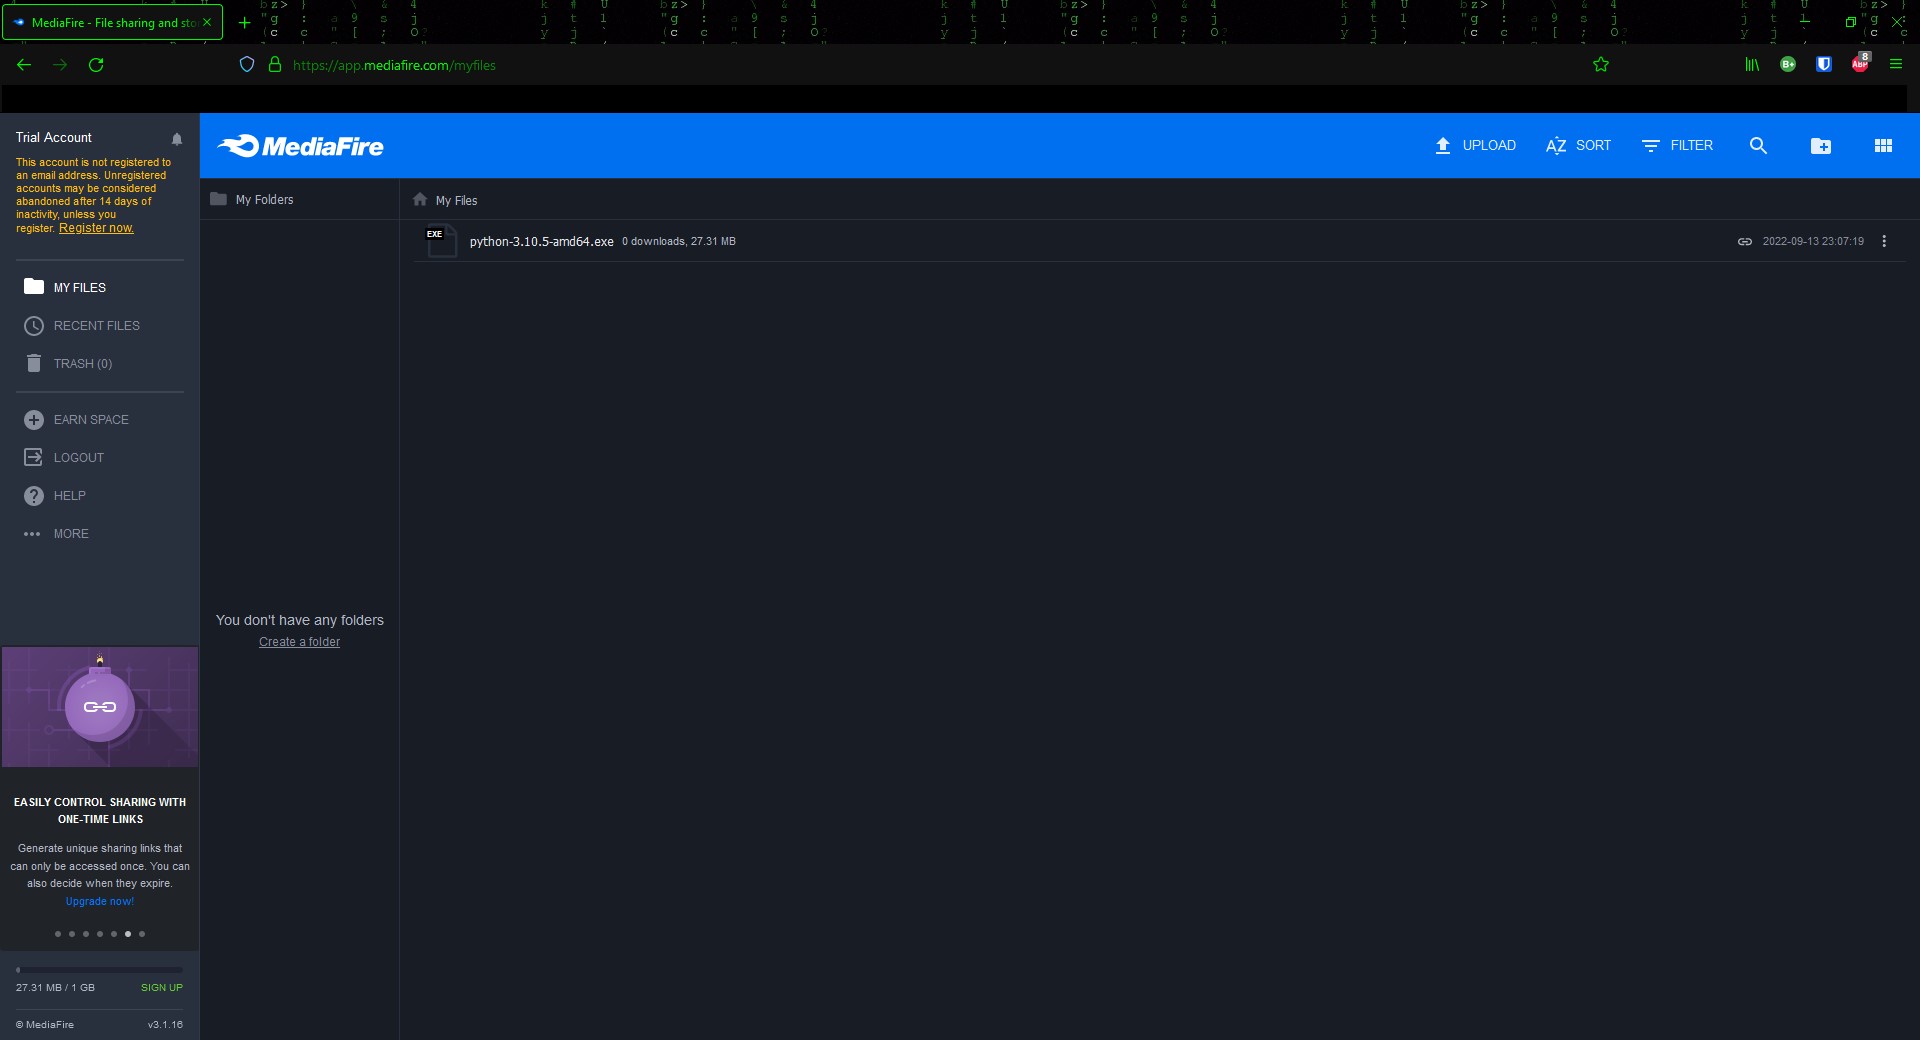 MediaFire - File sharing and sto
https://app.mediafire.com/myfiles
B+
ABP
8
Trial Account
This account is not registered to
an email address. Unregistered
accounts may be considered
abandoned after 14 days of
inactivity, unless you
register. Register now.
MY FILES
RECENT FILES
TRASH (0)
EARN SPACE
LOGOUT
HELP
MORE
EASILY CONTROL SHARING WITH
ONE-TIME LINKS
Generate unique sharing links that
can only be accessed once. You can
also decide when they expire.
Upgrade now!
27.31 MB / 1 GB SIGN UP
© MediaFire v3.1.16
MediaFire
UPLOAD AZ SORT FILTER
My Folders
You don't have any folders
Create a folder
My Files
EXE
python-3.10.5-amd64.exe 0 downloads, 27.31 MB 2022-09-13 23:07:19